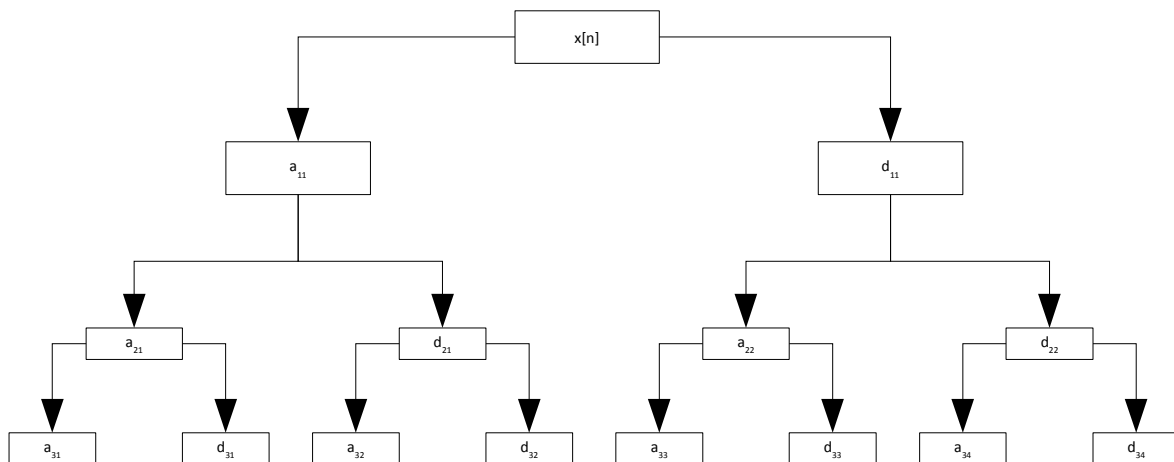 x[n]
a₁₁
d₁₁
a₂₁
d₂₁
a₂₂
d₂₂
a₃₁
d₃₁
a₃₂
d₃₂
a₃₃
d₃₃
a₃₄
d₃₄